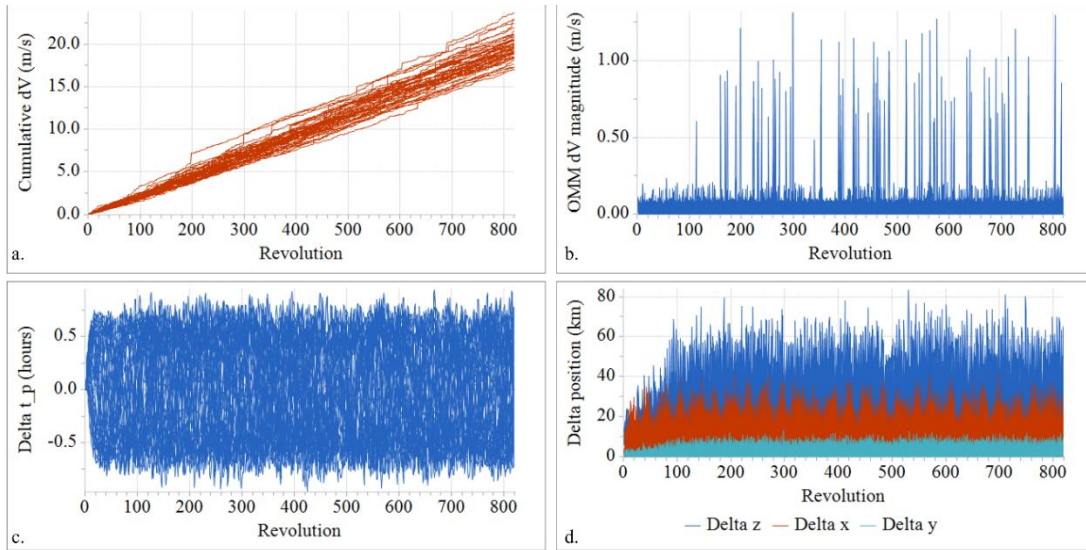 Cumulative dV (m/s)
20.0
15.0
10.0
5.0
0.0
0 100 200 300 400 500 600 700 800
Revolution
a.
OMM dV magnitude (m/s)
1.00
0.50
0.00
0 100 200 300 400 500 600 700 800
Revolution
b.
Delta t_p (hours)
0.5
0.0
-0.5
0 100 200 300 400 500 600 700 800
Revolution
c.
Delta position (km)
80
60
40
20
0
0 100 200 300 400 500 600 700 800
Revolution
Delta z Delta x Delta y
d.